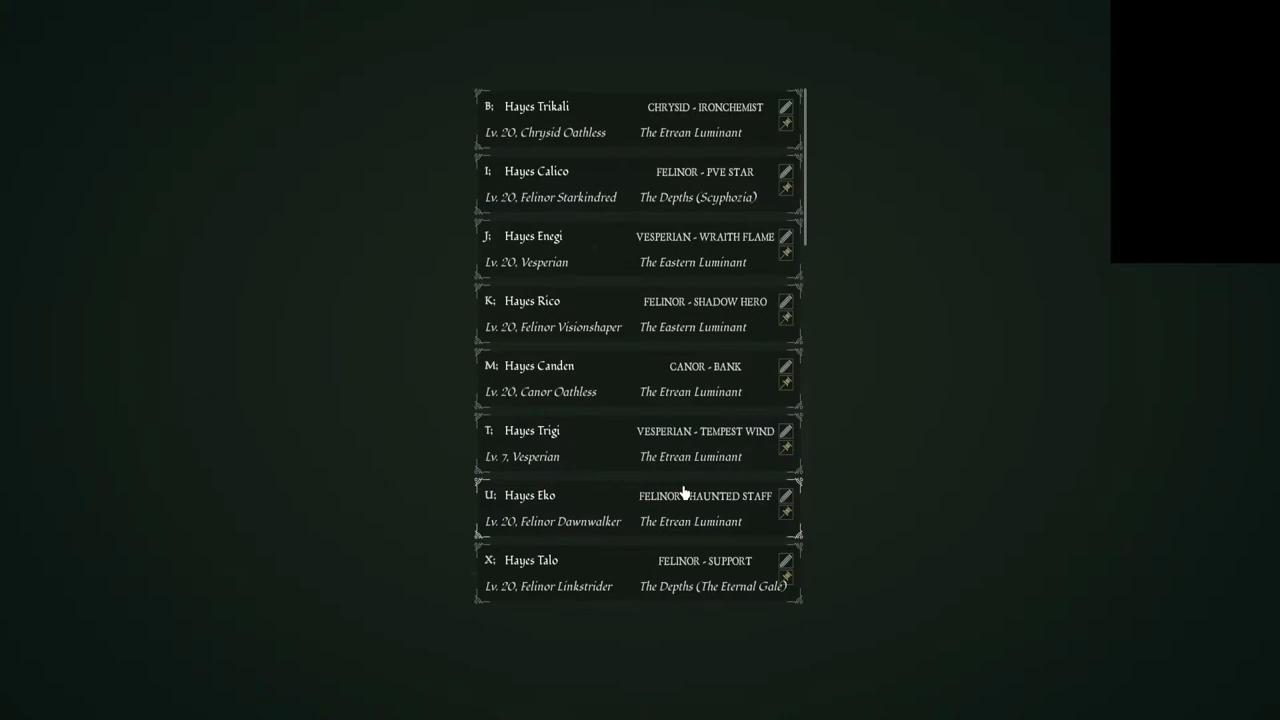 B; Hayes Trikali CHRYSID - IRONCHEMIST
Lv. 20, Chrysid Oathless The Etrean Luminant
I; Hayes Calico FELINOR - PVE STAR
Lv. 20, Felinor Starkindred The Depths (Scyphozia)
J; Hayes Enegi VESPERIAN - WRAITH FLAME
Lv. 20, Vesperian The Eastern Luminant
K; Hayes Rico FELINOR - SHADOW HERO
Lv. 20, Felinor Visionshaper The Eastern Luminant
M; Hayes Canden CANOR - BANK
Lv. 20, Canor Oathless The Etrean Luminant
T; Hayes Trigi VESPERIAN - TEMPEST WIND
Lv. 7, Vesperian The Etrean Luminant
U; Hayes Eko FELINOR - HAUNTED STAFF
Lv. 20, Felinor Dawnwalker The Etrean Luminant
X; Hayes Talo FELINOR - SUPPORT
Lv. 20, Felinor Linkstrider The Depths (The Eternal Gale)